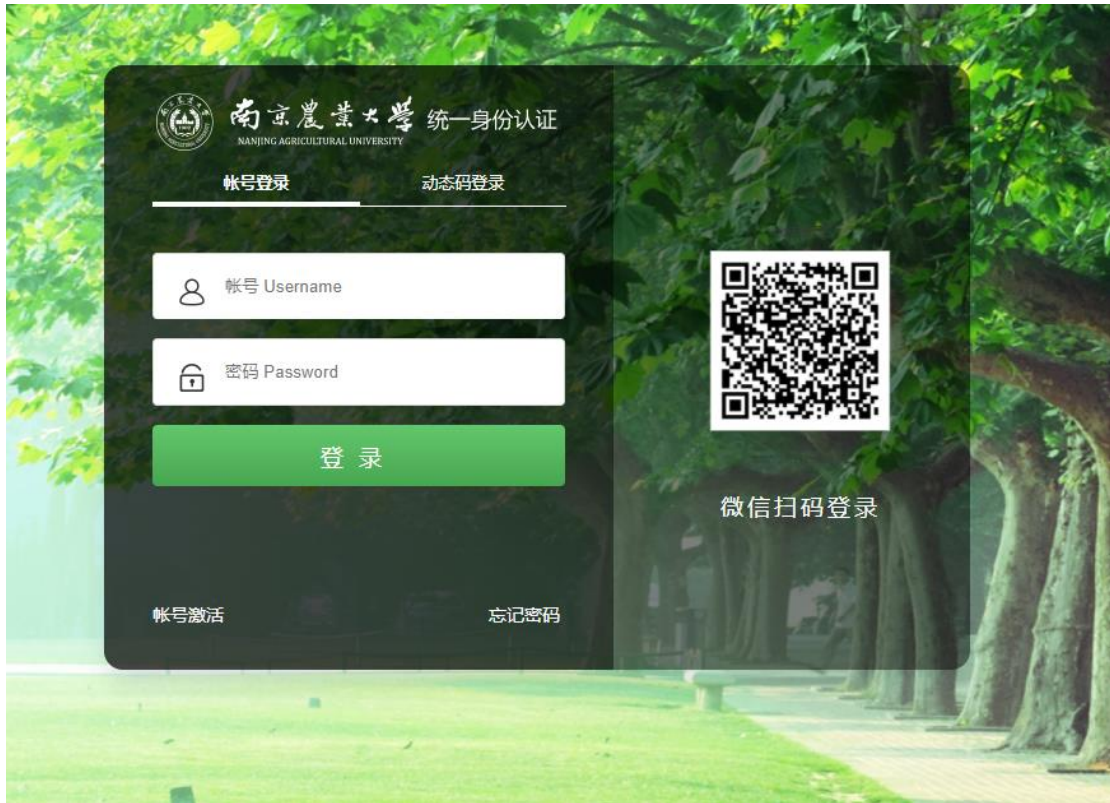 南京農業大學 统一身份认证
NANJING AGRICULTURAL UNIVERSITY
帐号登录 动态码登录
帐号 Username
密码 Password
登 录
微信扫码登录
帐号激活 忘记密码